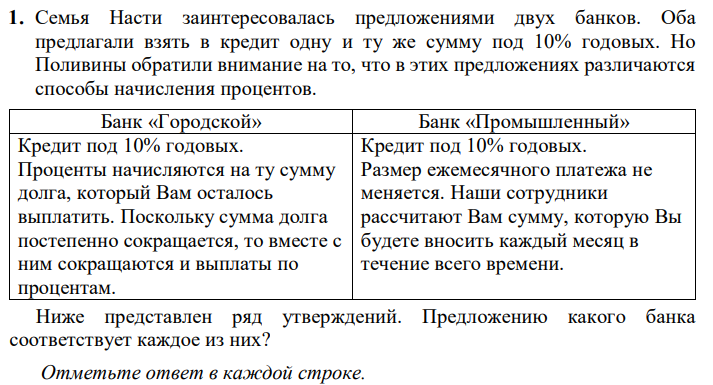 1. Семья Насти заинтересовалась предложениями двух банков. Оба
предлагали взять в кредит одну и ту же сумму под 10% годовых. Но
Поливины обратили внимание на то, что в этих предложениях различаются
способы начисления процентов.
Банк «Городской»
Кредит под 10% годовых.
Проценты начисляются на ту сумму
долга, который Вам осталось
выплатить. Поскольку сумма долга
постепенно сокращается, то вместе с
ним сокращаются и выплаты по
процентам.
Банк «Промышленный»
Кредит под 10% годовых.
Размер ежемесячного платежа не
меняется. Наши сотрудники
рассчитают Вам сумму, которую Вы
будете вносить каждый месяц в
течение всего времени.
Ниже представлен ряд утверждений. Предложению какого банка
соответствует каждое из них?
Отметьте ответ в каждой строке.